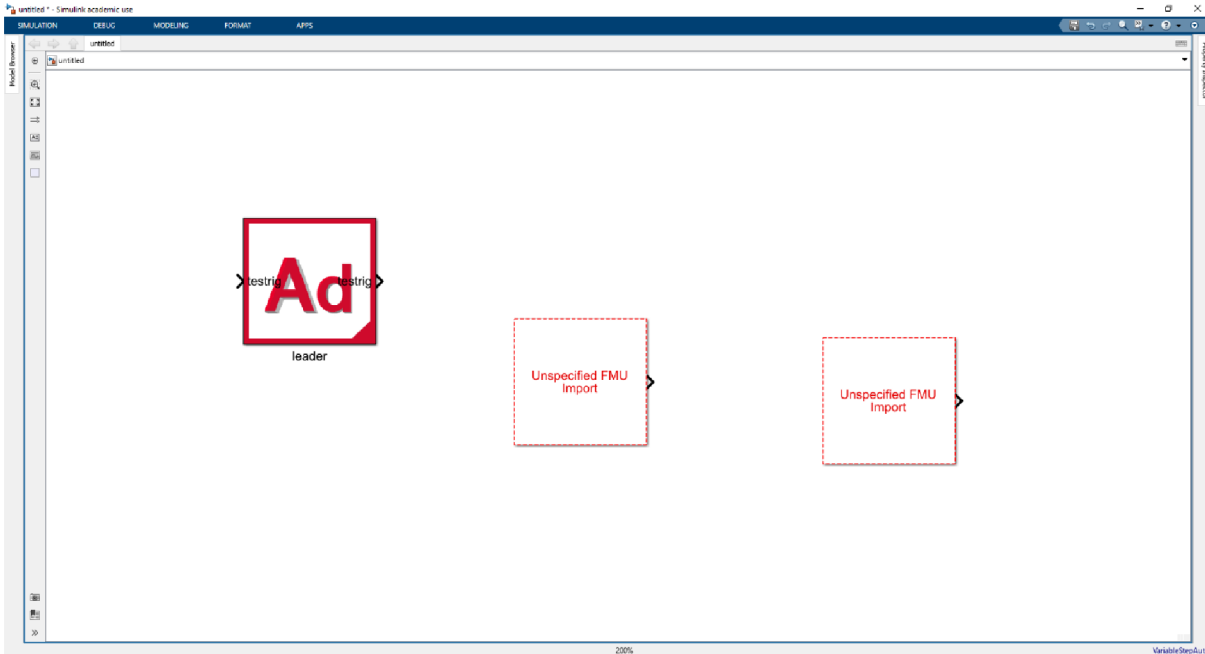 untitled * - Simulink academic use
SIMULATION DEBUG MODELING FORMAT APPS
untitled
untitled
Model Browser
testrig Ad testrig
leader
Unspecified FMU
Import
Unspecified FMU
Import
200%
VariableStepAut